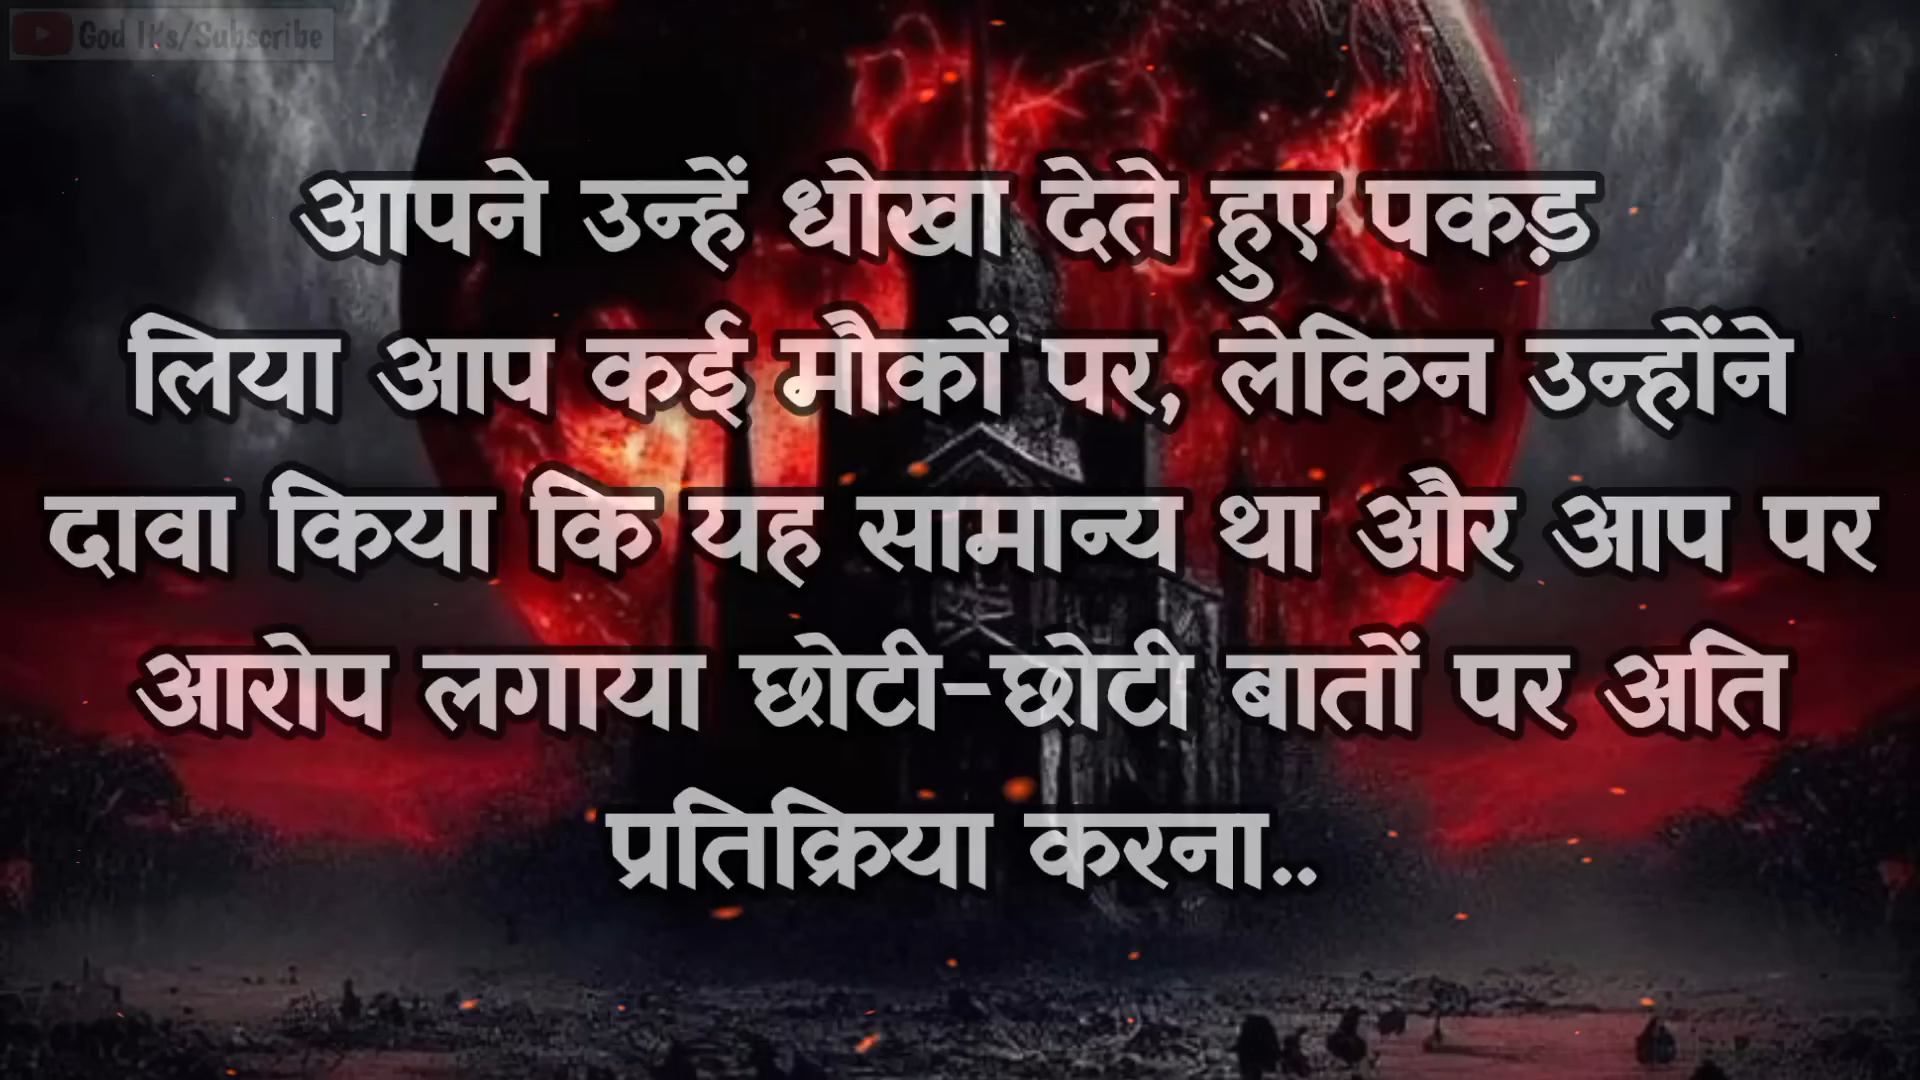 God It's/Subscribe
आपने उन्हें धोखा देते हुए पकड़
लिया आप कई मौकों पर, लेकिन उन्होंने
दावा किया कि यह सामान्य था और आप पर
आरोप लगाया छोटी-छोटी बातों पर अति
प्रतिक्रिया करना..